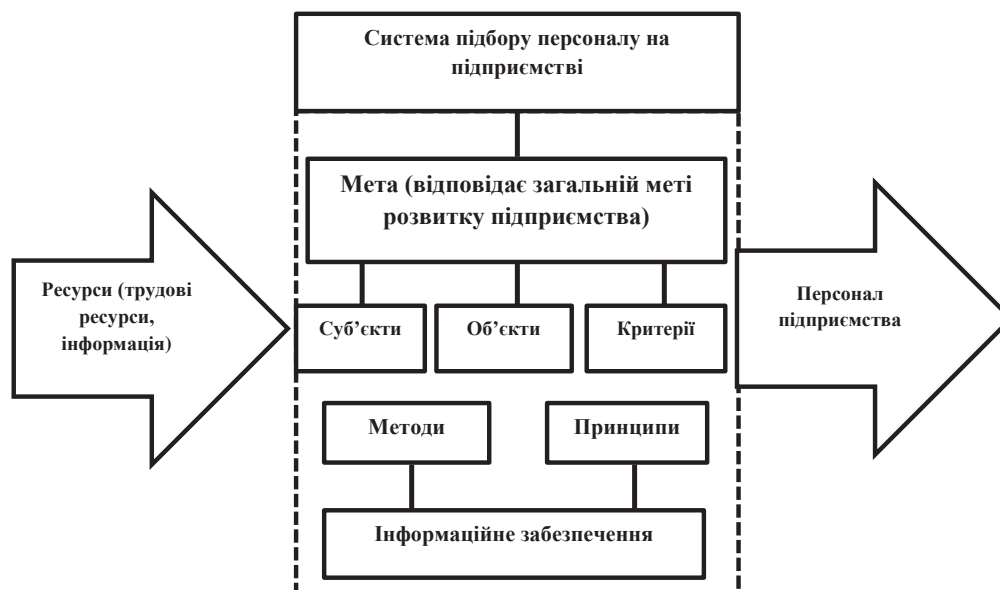 Система підбору персоналу на
підприємстві
Мета (відповідає загальній меті
розвитку підприємства)
Ресурси (трудові
ресурси,
інформація)
Суб’єкти
Об’єкти
Критерії
Персонал
підприємства
Методи
Принципи
Інформаційне забезпечення